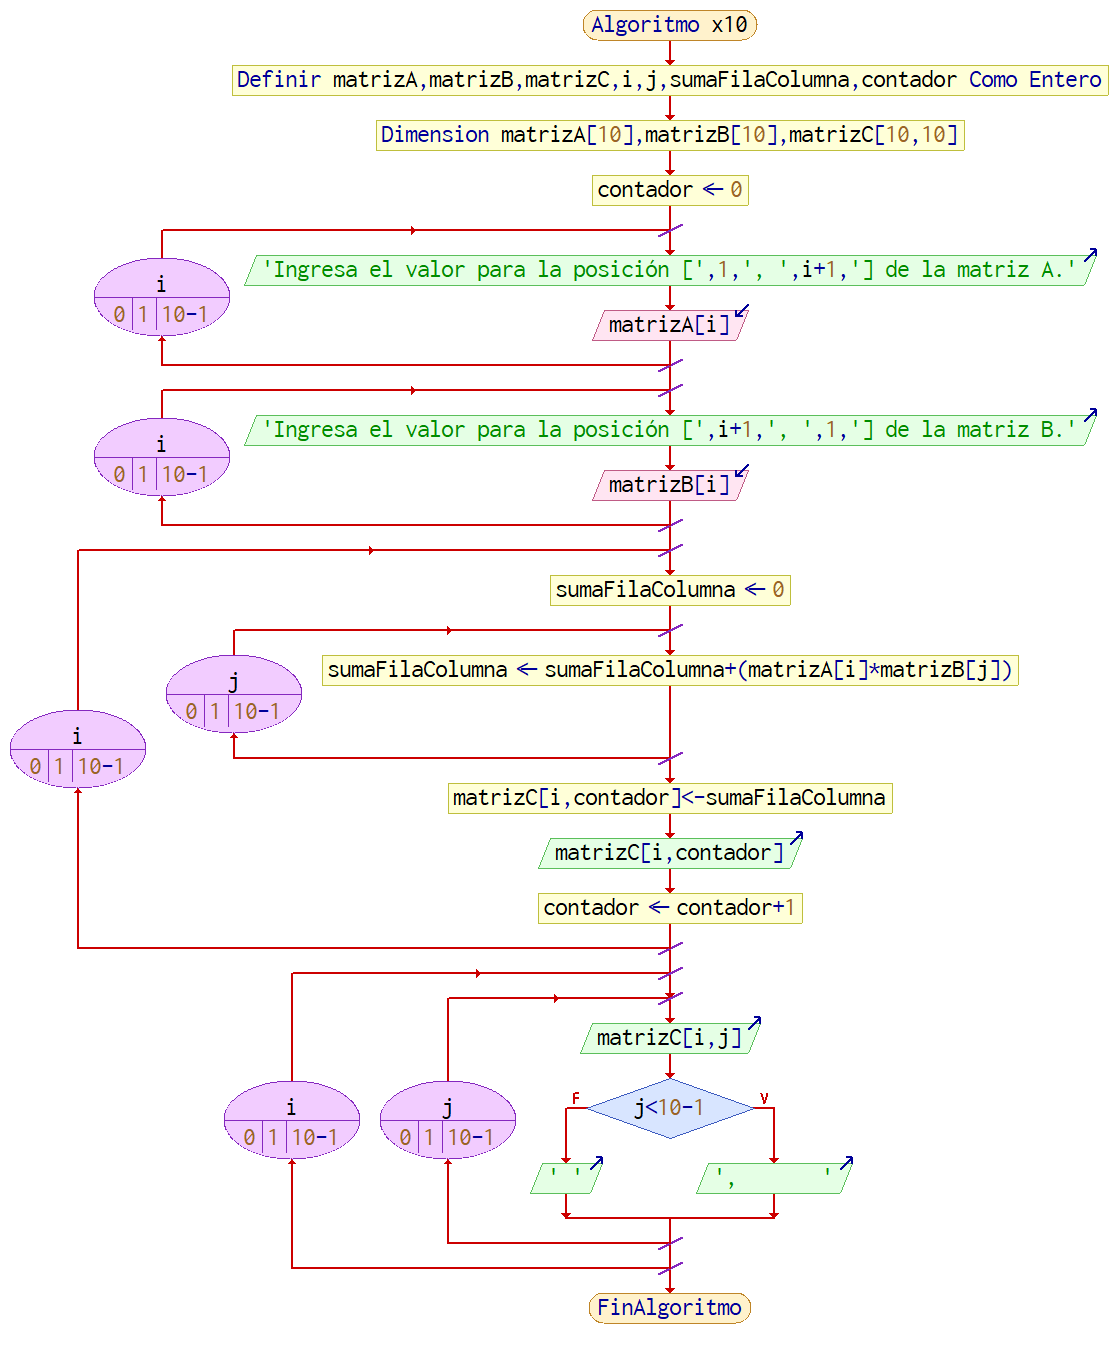 Algoritmo x10
Definir matrizA,matrizB,matrizC,i,j,sumaFilaColumna,contador Como Entero
Dimension matrizA[10],matrizB[10],matrizC[10,10]
contador ← 0
'Ingresa el valor para la posición [',1,', ',i+1,'] de la matriz A.'
i
0 1 10-1
matrizA[i]
'Ingresa el valor para la posición [',i+1,', ',1,'] de la matriz B.'
i
0 1 10-1
matrizB[i]
sumaFilaColumna ← 0
sumaFilaColumna ← sumaFilaColumna+(matrizA[i]*matrizB[j])
j
0 1 10-1
i
0 1 10-1
matrizC[i,contador]<-sumaFilaColumna
matrizC[i,contador]
contador ← contador+1
matrizC[i,j]
i
0 1 10-1
j
0 1 10-1
F
V
j<10-1
' '
',       '
FinAlgoritmo